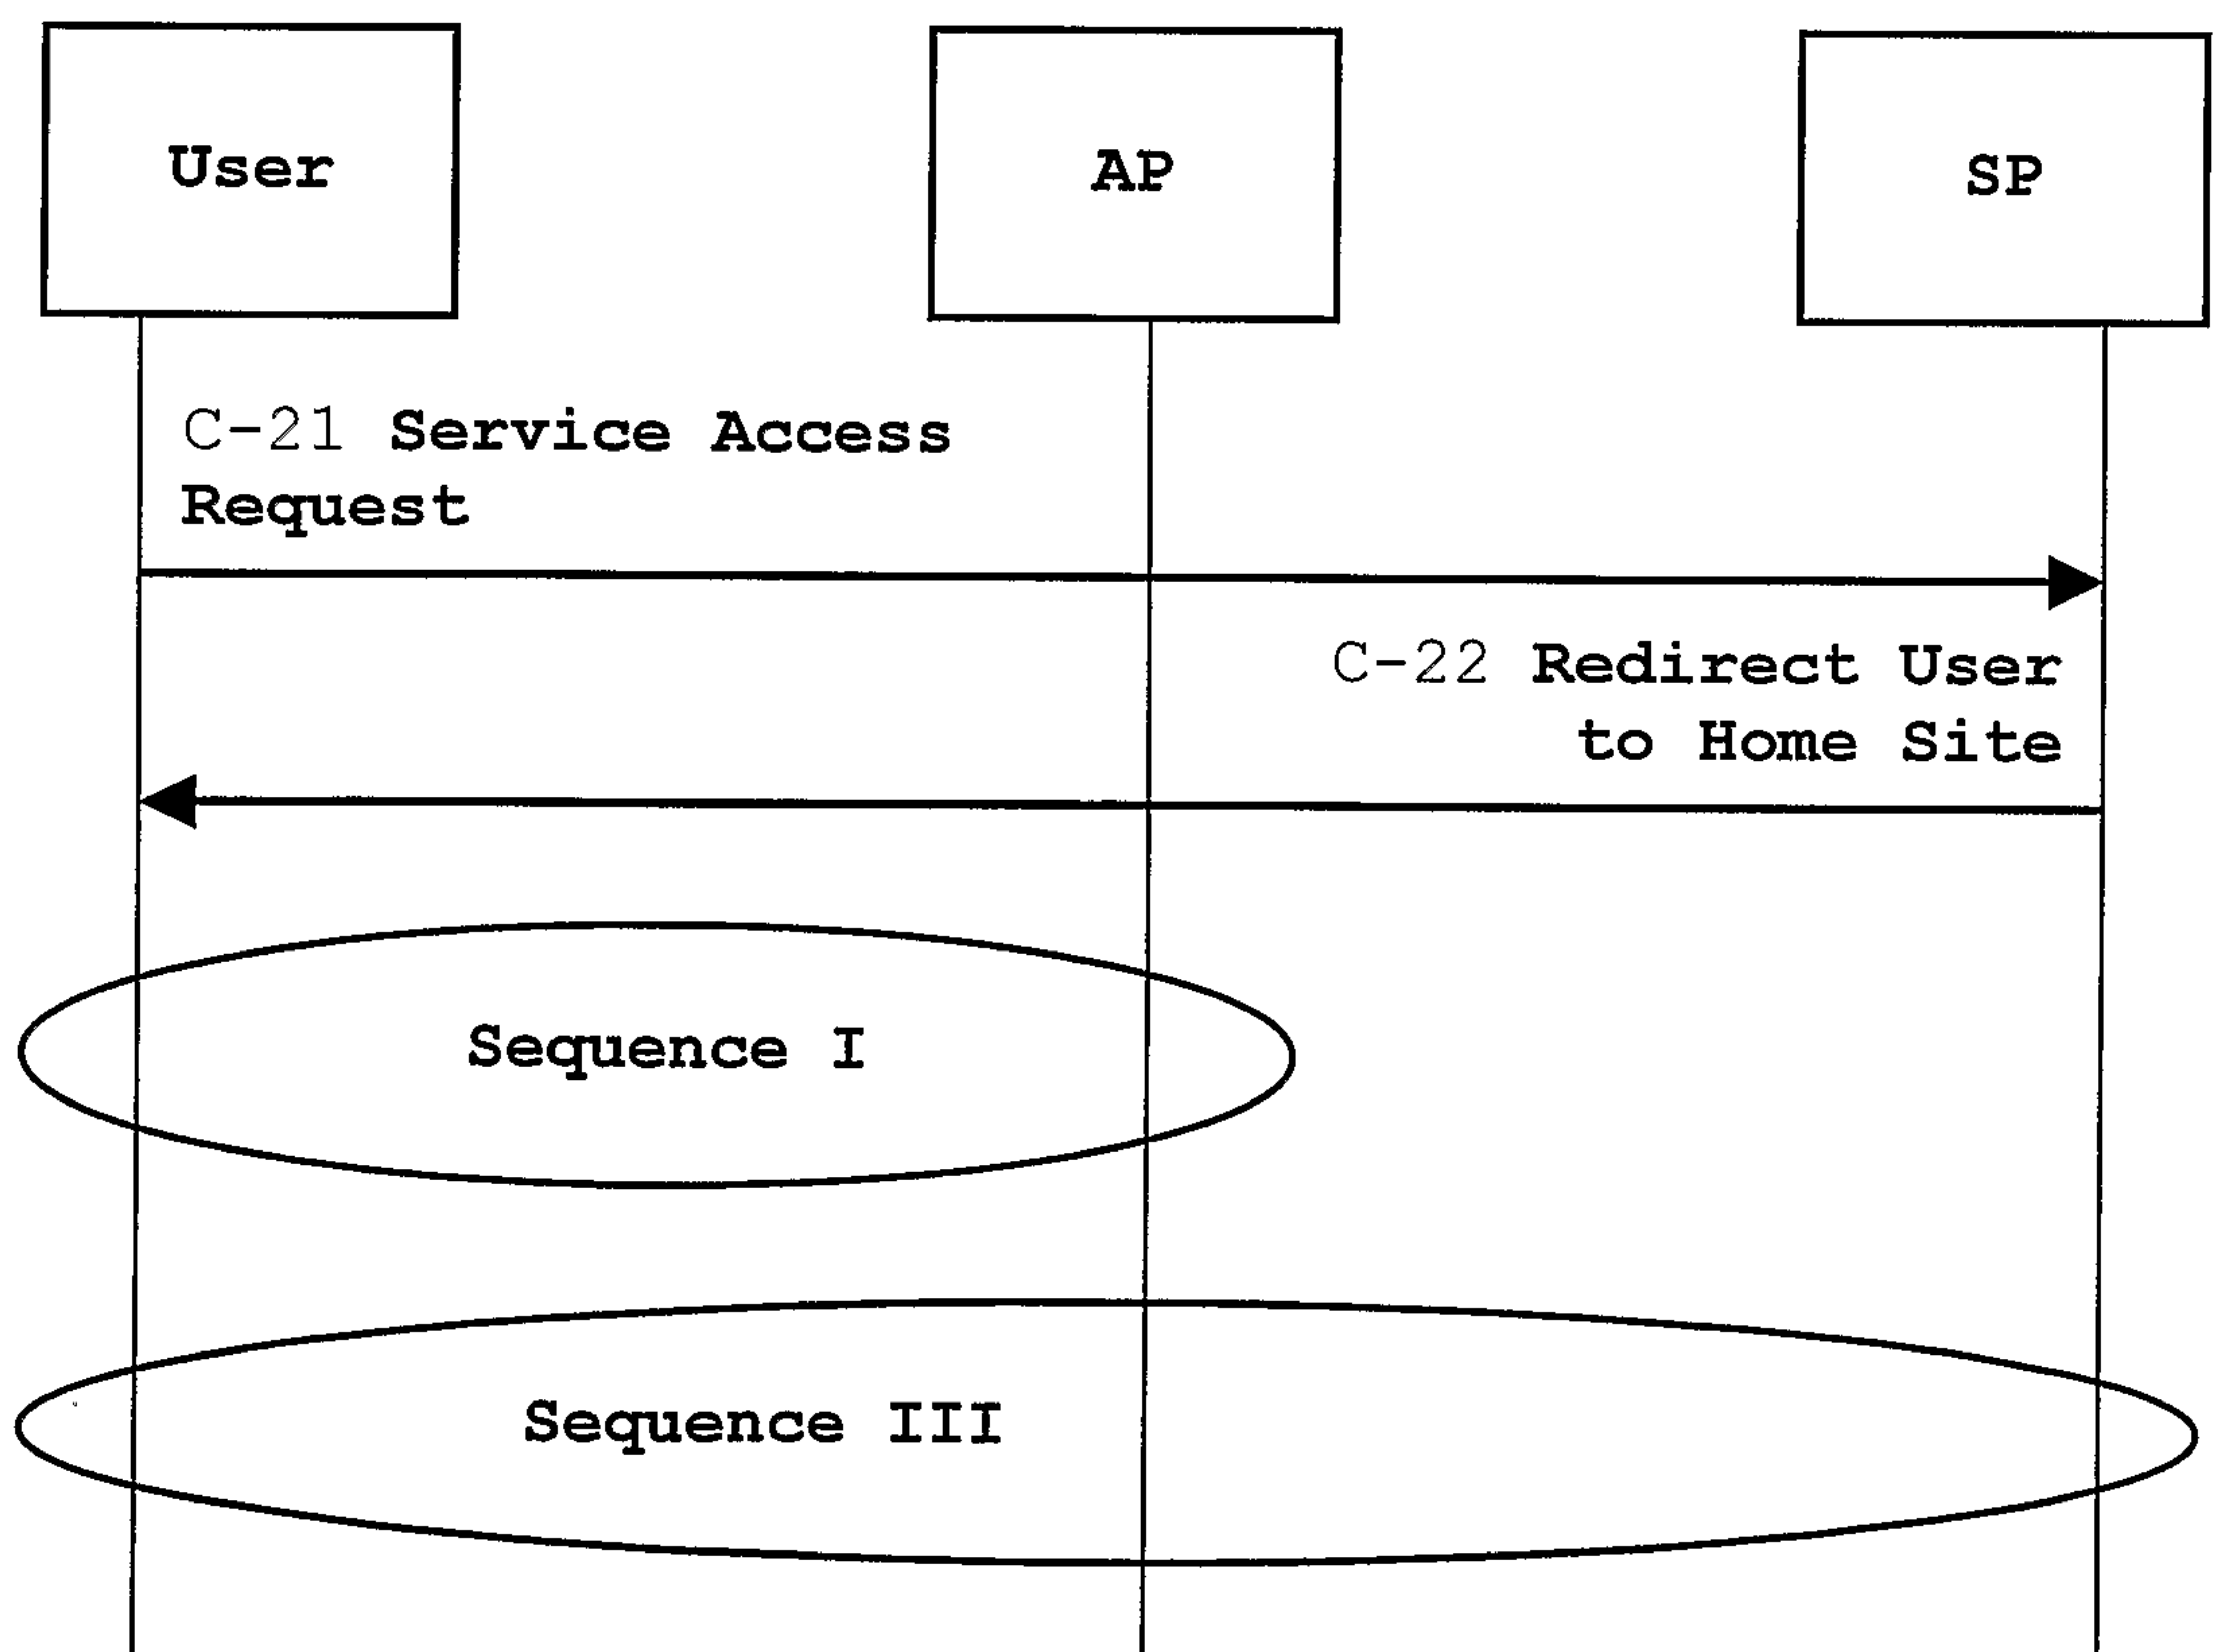 User
AP
SP
C-21 Service Access
Request
C-22 Redirect User
to Home Site
Sequence I
Sequence III